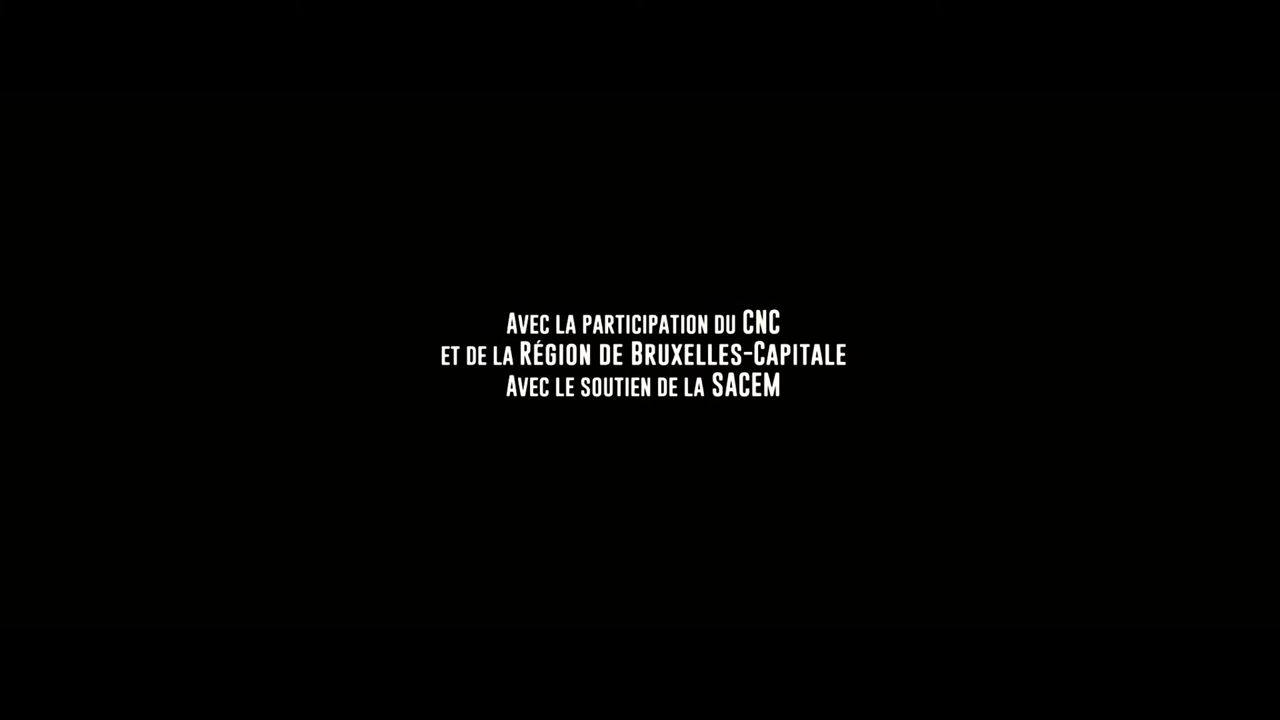 Avec la participation du CNC
et de la Région de Bruxelles-Capitale
Avec le soutien de la SACEM